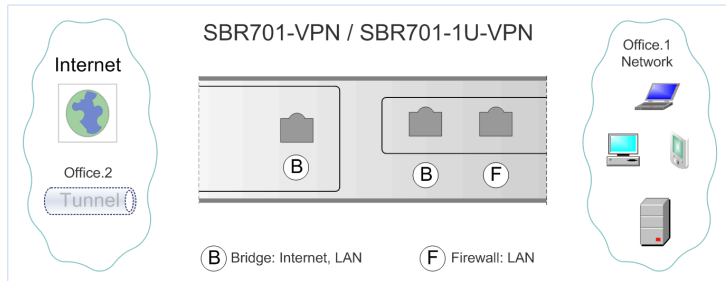 SBR701-VPN / SBR701-1U-VPN
Internet
Office.2
Tunnel
B
B
F
Office.1
Network
B Bridge: Internet, LAN
F Firewall: LAN